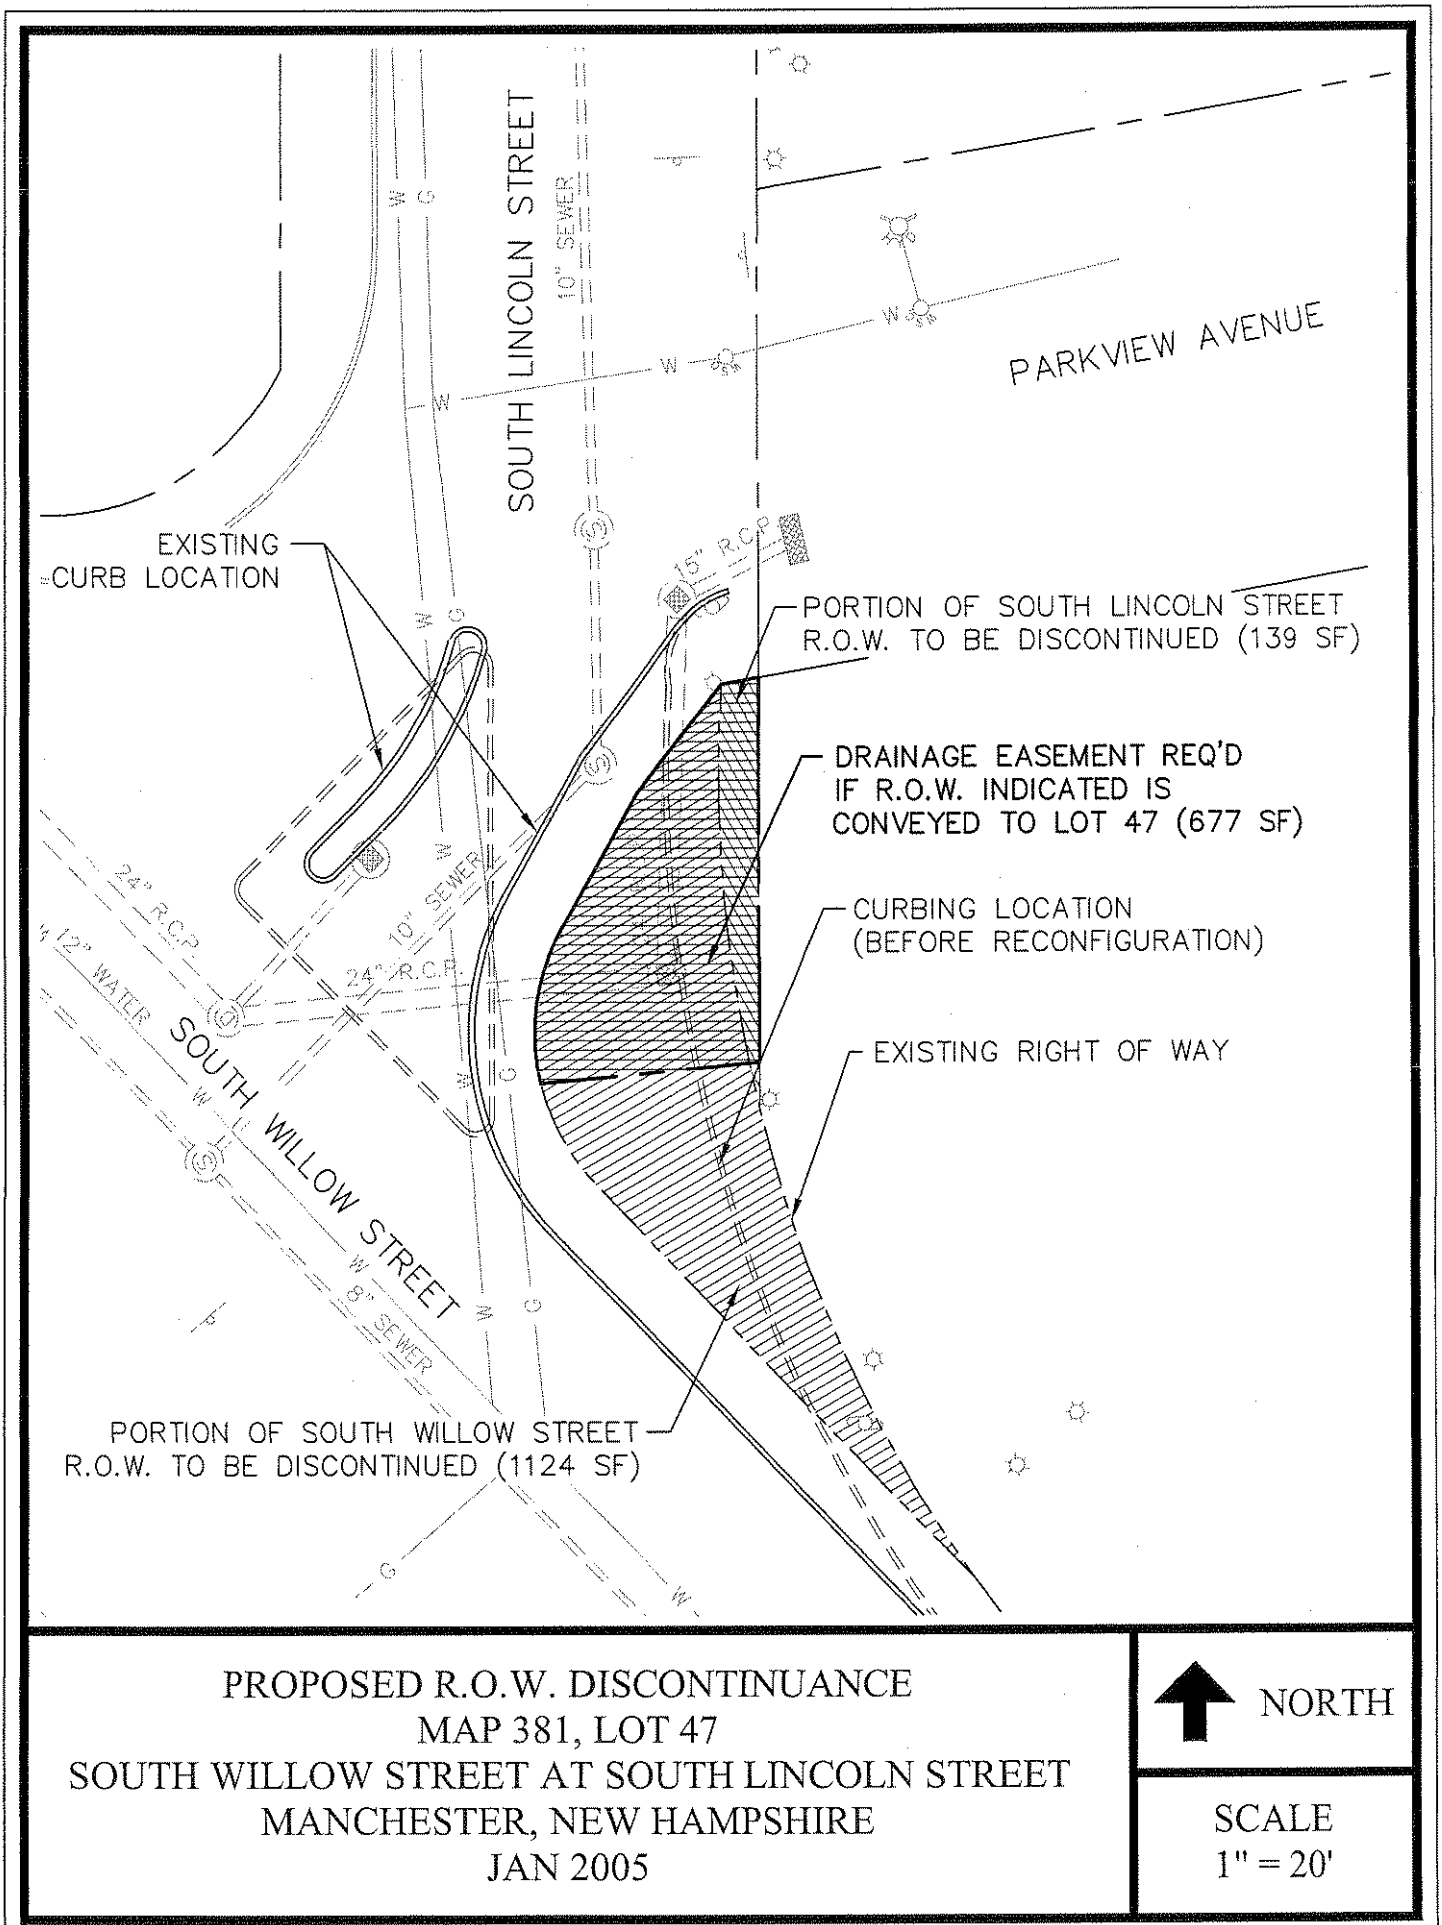 SOUTH LINCOLN STREET
10" SEWER
W
G
W
W
W
PARKVIEW AVENUE
EXISTING
CURB LOCATION
15" R.C.P.
S
W
G
PORTION OF SOUTH LINCOLN STREET
R.O.W. TO BE DISCONTINUED (139 SF)
DRAINAGE EASEMENT REQ'D
IF R.O.W. INDICATED IS
CONVEYED TO LOT 47 (677 SF)
S
W
24" R.C.P.
10" SEWER
24" R.C.P.
12" WATER
CURBING LOCATION
(BEFORE RECONFIGURATION)
D
SOUTH WILLOW STREET
EXISTING RIGHT OF WAY
W
G
W
S
W
8" SEWER
W
G
PORTION OF SOUTH WILLOW STREET
R.O.W. TO BE DISCONTINUED (1124 SF)
G
W
PROPOSED R.O.W. DISCONTINUANCE
MAP 381, LOT 47
SOUTH WILLOW STREET AT SOUTH LINCOLN STREET
MANCHESTER, NEW HAMPSHIRE
JAN 2005
NORTH
SCALE
1" = 20'